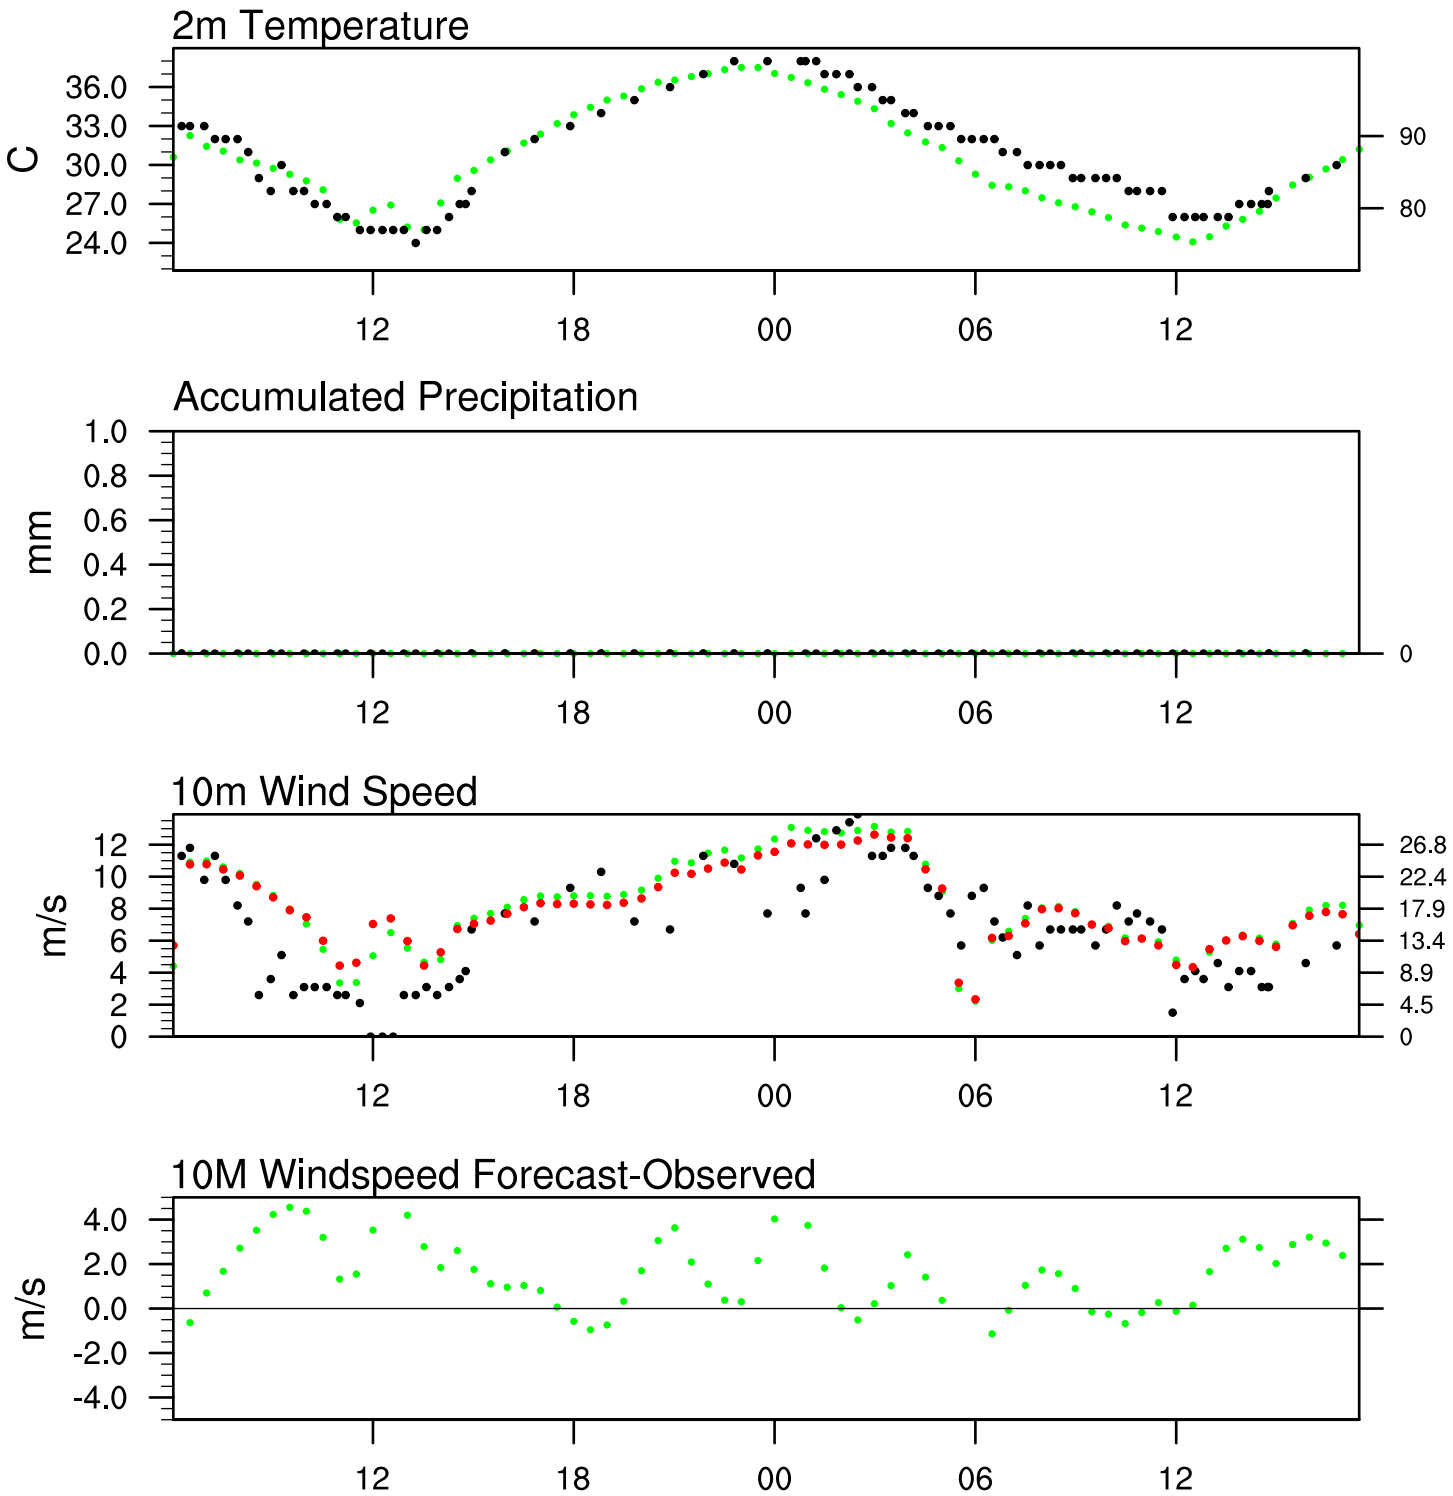 2m Temperature
36.0
33.0
30.0
27.0
24.0
C
90
80
12 18 00 06 12
Accumulated Precipitation
1.0
0.8
0.6
0.4
0.2
0.0
mm
0
12 18 00 06 12
10m Wind Speed
12
10
8
6
4
2
0
m/s
26.8
22.4
17.9
13.4
8.9
4.5
0
12 18 00 06 12
10M Windspeed Forecast-Observed
4.0
2.0
0.0
-2.0
-4.0
m/s
12 18 00 06 12